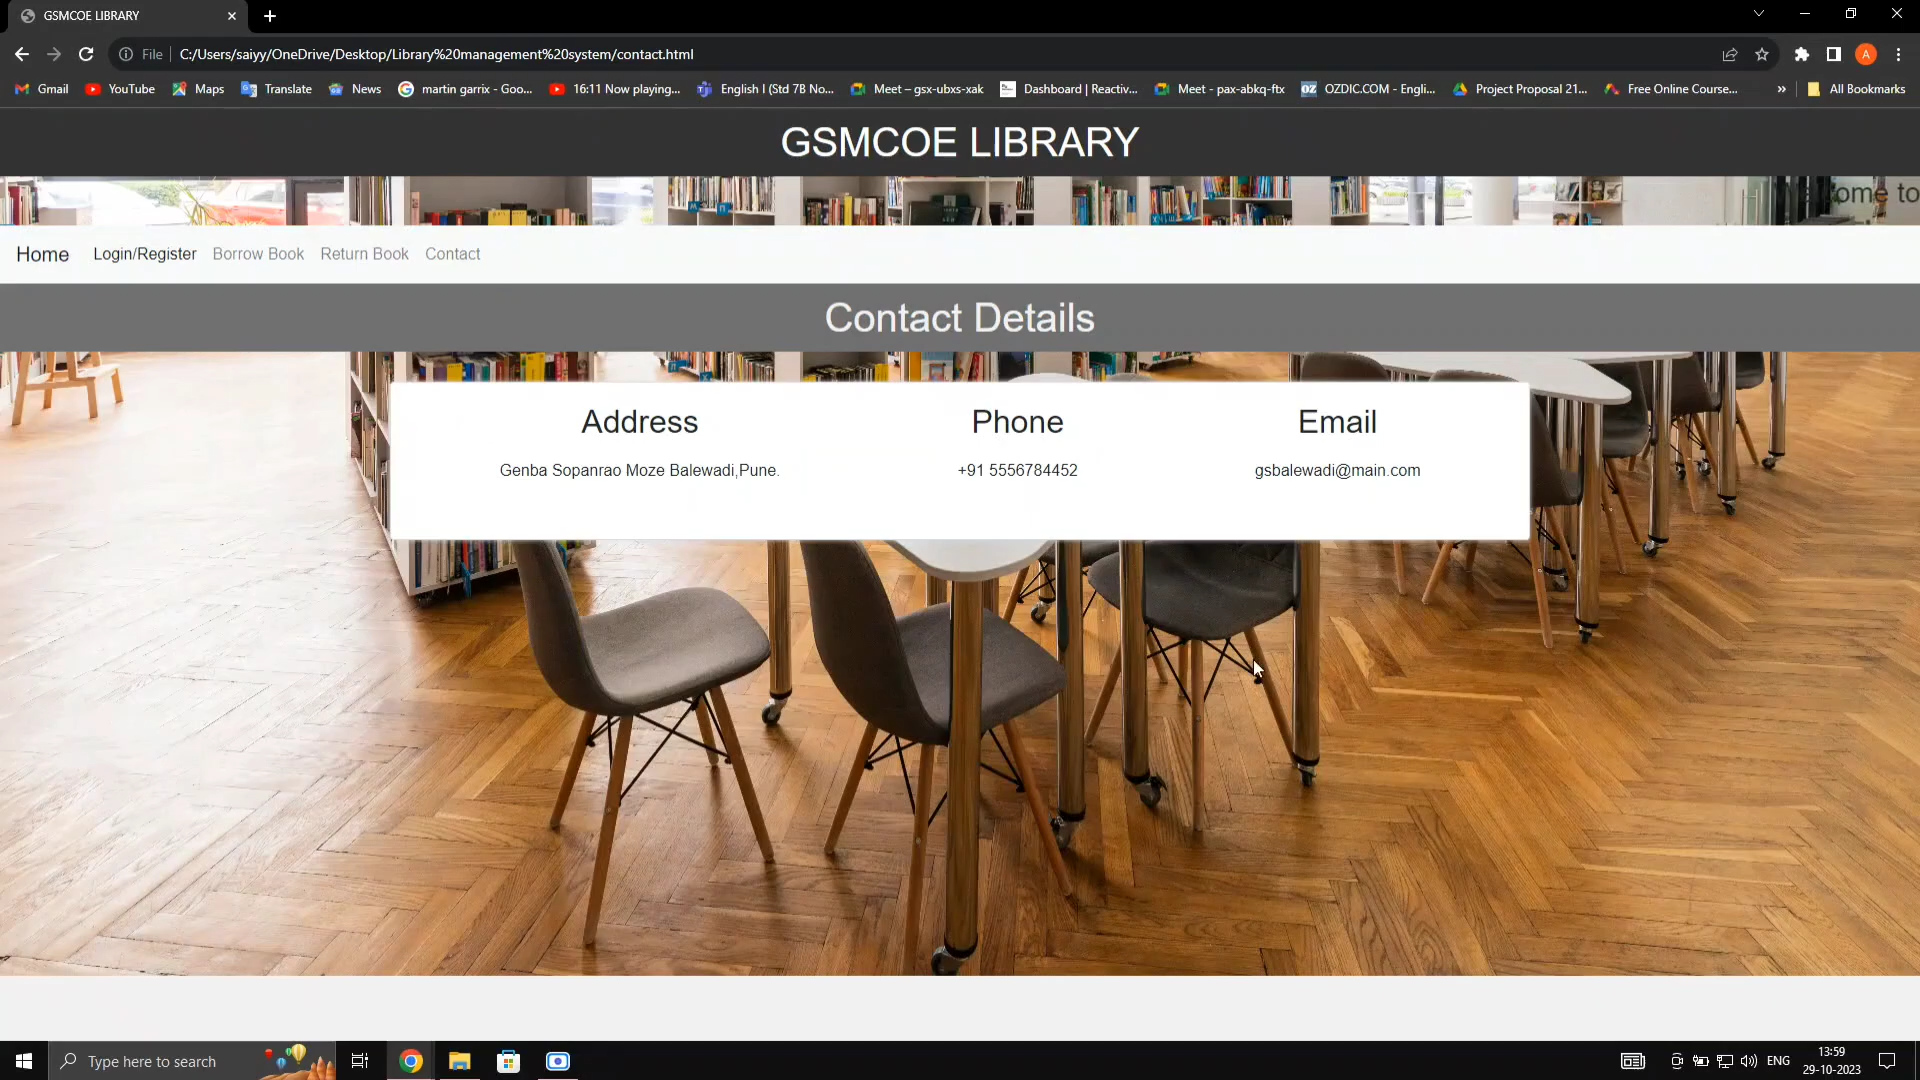 GSMCOE LIBRARY
File C:/Users/saiyy/OneDrive/Desktop/Library%20management%20system/contact.html
A
Gmail YouTube Maps Translate News martin garrix - Goo... 16:11 Now playing... English I (Std 7B No... Meet – gsx-ubxs-xak Dashboard | Reactiv... Meet - pax-abkq-ftx OZDIC.COM - Engli... Project Proposal 21... Free Online Course... » All Bookmarks
GSMCOE LIBRARY
ome to
Home Login/Register Borrow Book Return Book Contact
Contact Details
Address Phone Email
Genba Sopanrao Moze Balewadi,Pune. +91 5556784452 gsbalewadi@main.com
Type here to search
ENG
13:59
29-10-2023